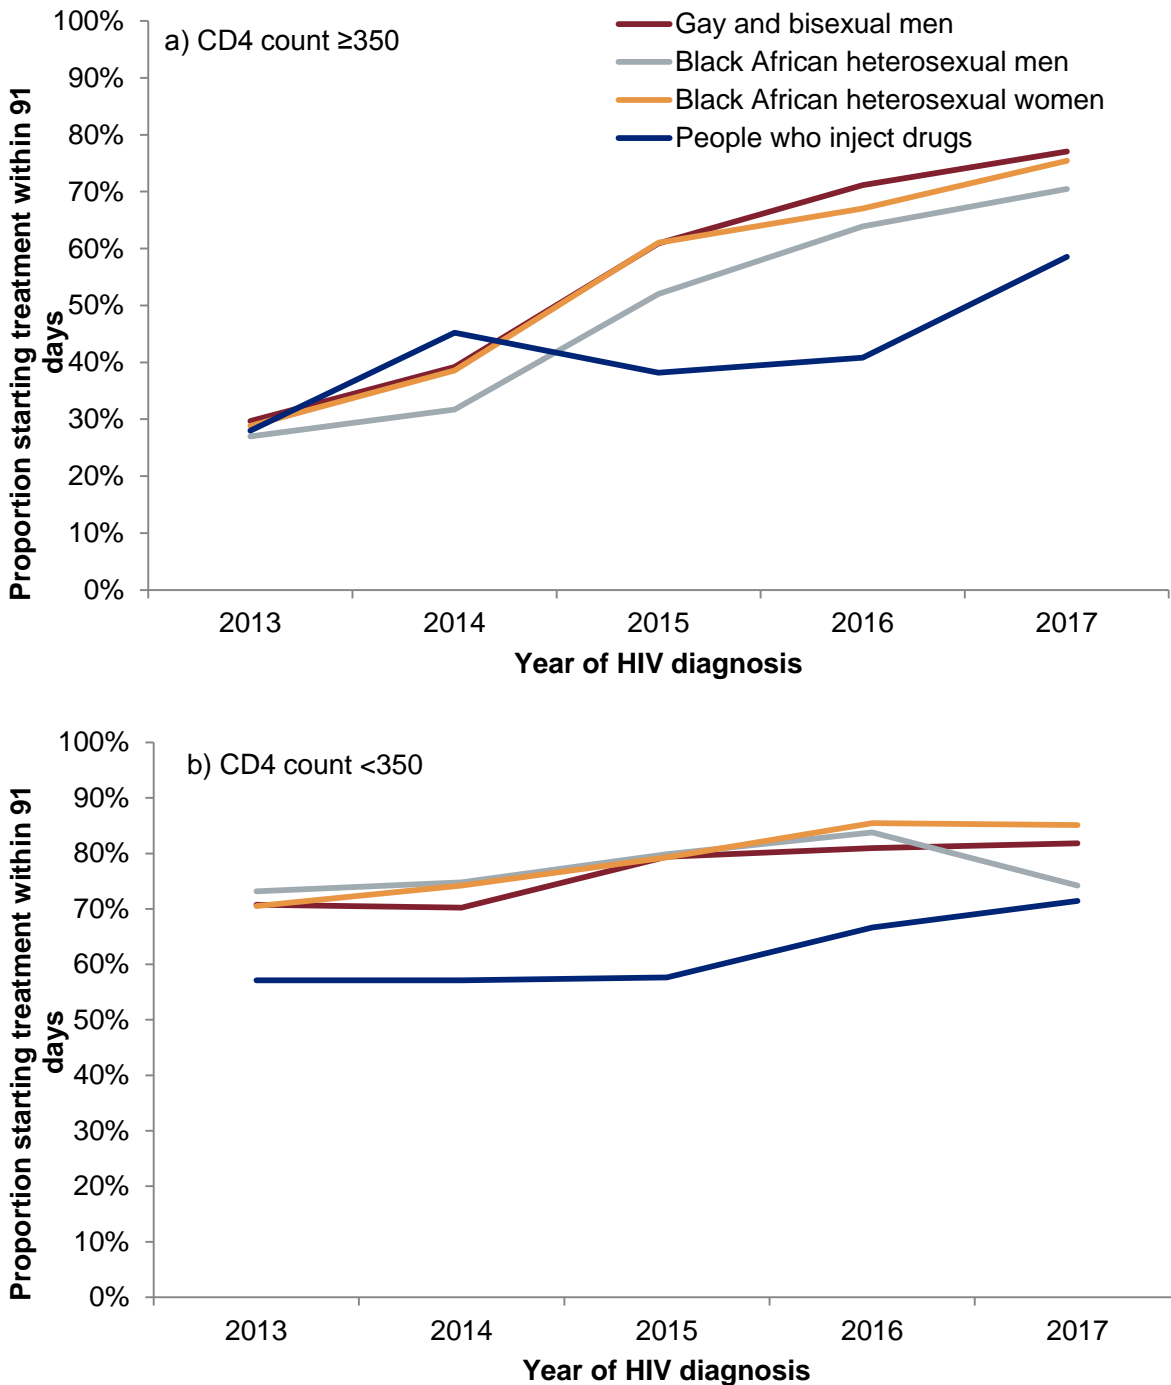 100%
a) CD4 count ≥350
Gay and bisexual men
Black African heterosexual men
Black African heterosexual women
People who inject drugs
90%
80%
70%
60%
50%
40%
30%
20%
10%
0%
Proportion starting treatment within 91
days
2013 2014 2015 2016 2017
Year of HIV diagnosis
100%
b) CD4 count <350
90%
80%
70%
60%
50%
40%
30%
20%
10%
0%
Proportion starting treatment within 91
days
2013 2014 2015 2016 2017
Year of HIV diagnosis